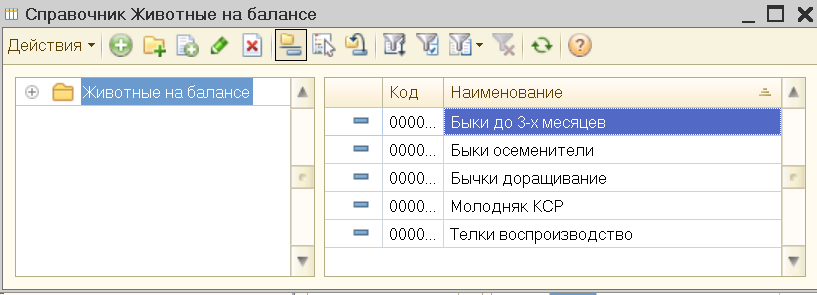 Справочник Животные на балансе
Действия
Животные на балансе
Код Наименование
0000... Быки до 3-х месяцев
0000... Быки осеменители
0000... Бычки доращивание
0000... Молодняк КСР
0000... Телки воспроизводство